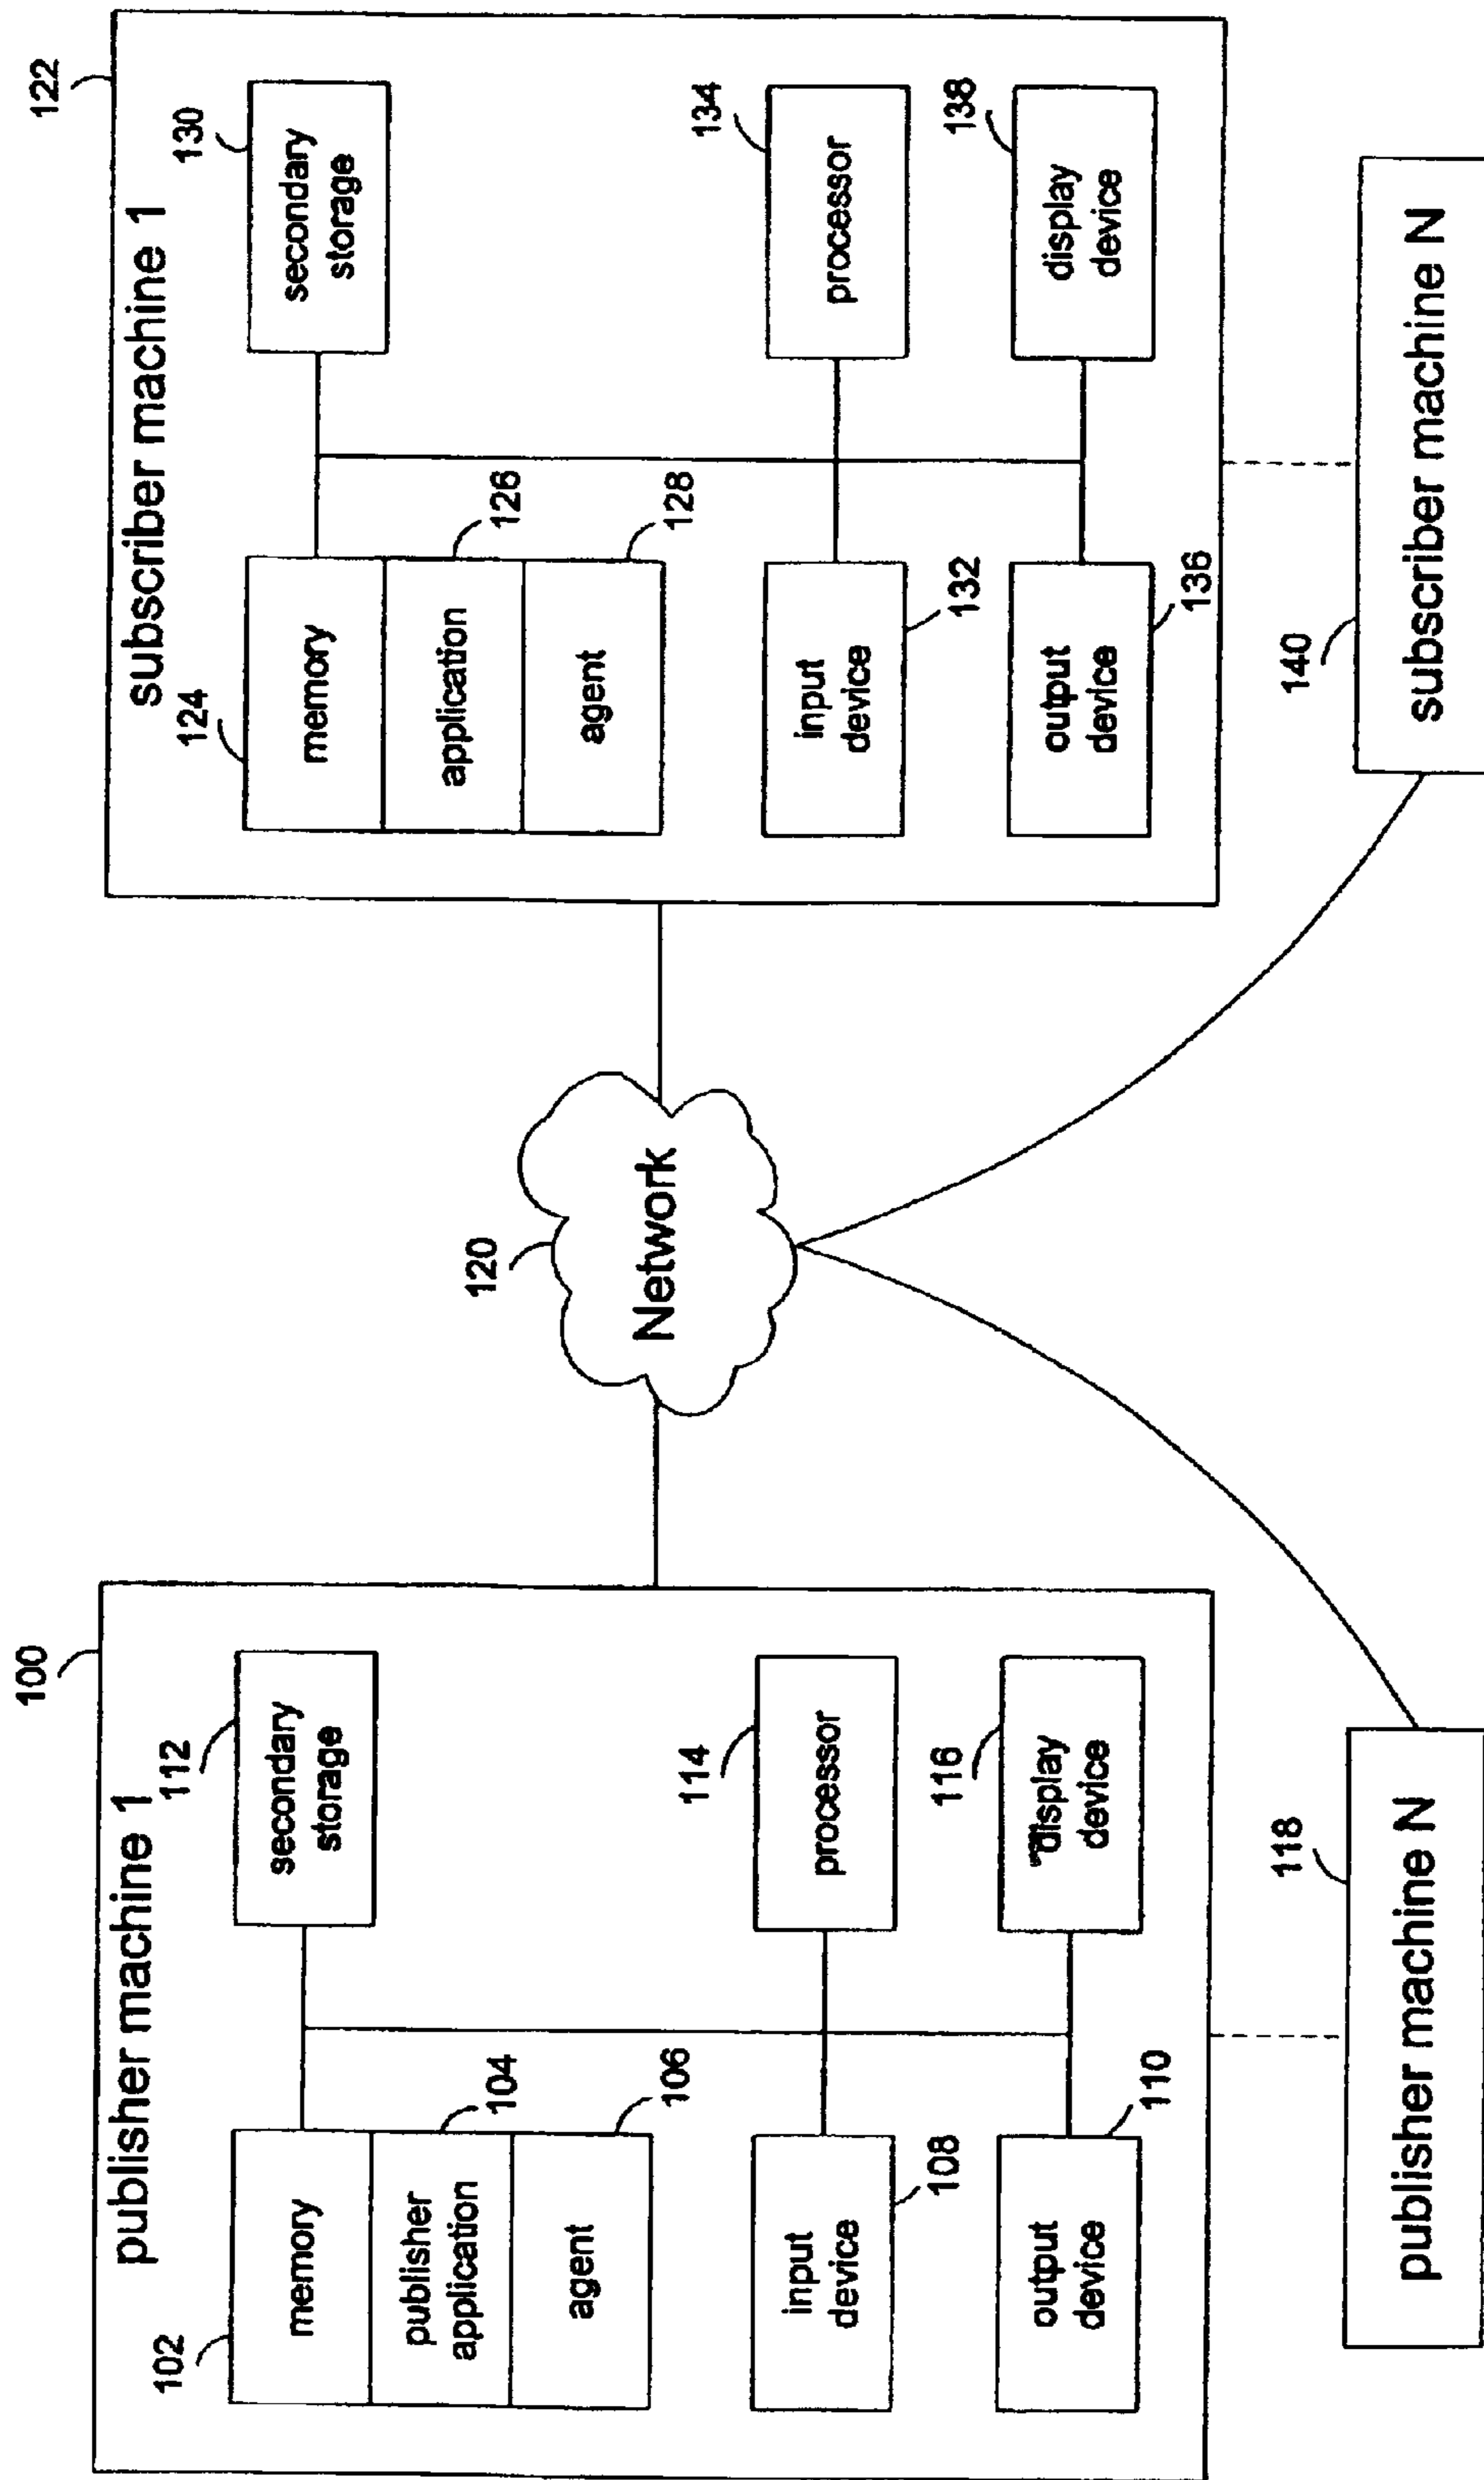 100
publisher machine 1
102
memory
104
publisher
application
106
agent
112
secondary
storage
108
input
device
114
processor
110
output
device
116
display
device
118
publisher machine N
120
Network
122
subscriber machine 1
124
memory
126
application
128
agent
130
secondary
storage
132
input
device
134
processor
136
output
device
138
display
device
140
subscriber machine N